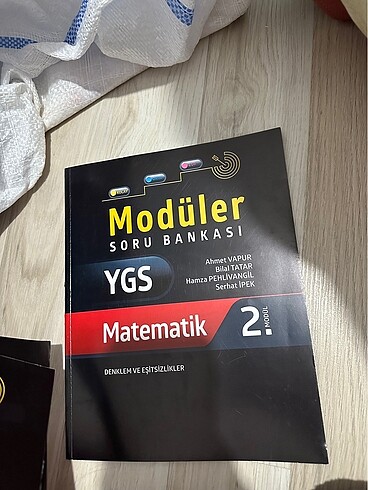 Modüler
SORU BANKASI
Ahmet VAPUR
Bilal TATAR
Hamza PEHLİVANGİL
Serhat İPEK
YGS
Matematik
2.
MODÜL
DENKLEM VE EŞİTSİZLİKLER